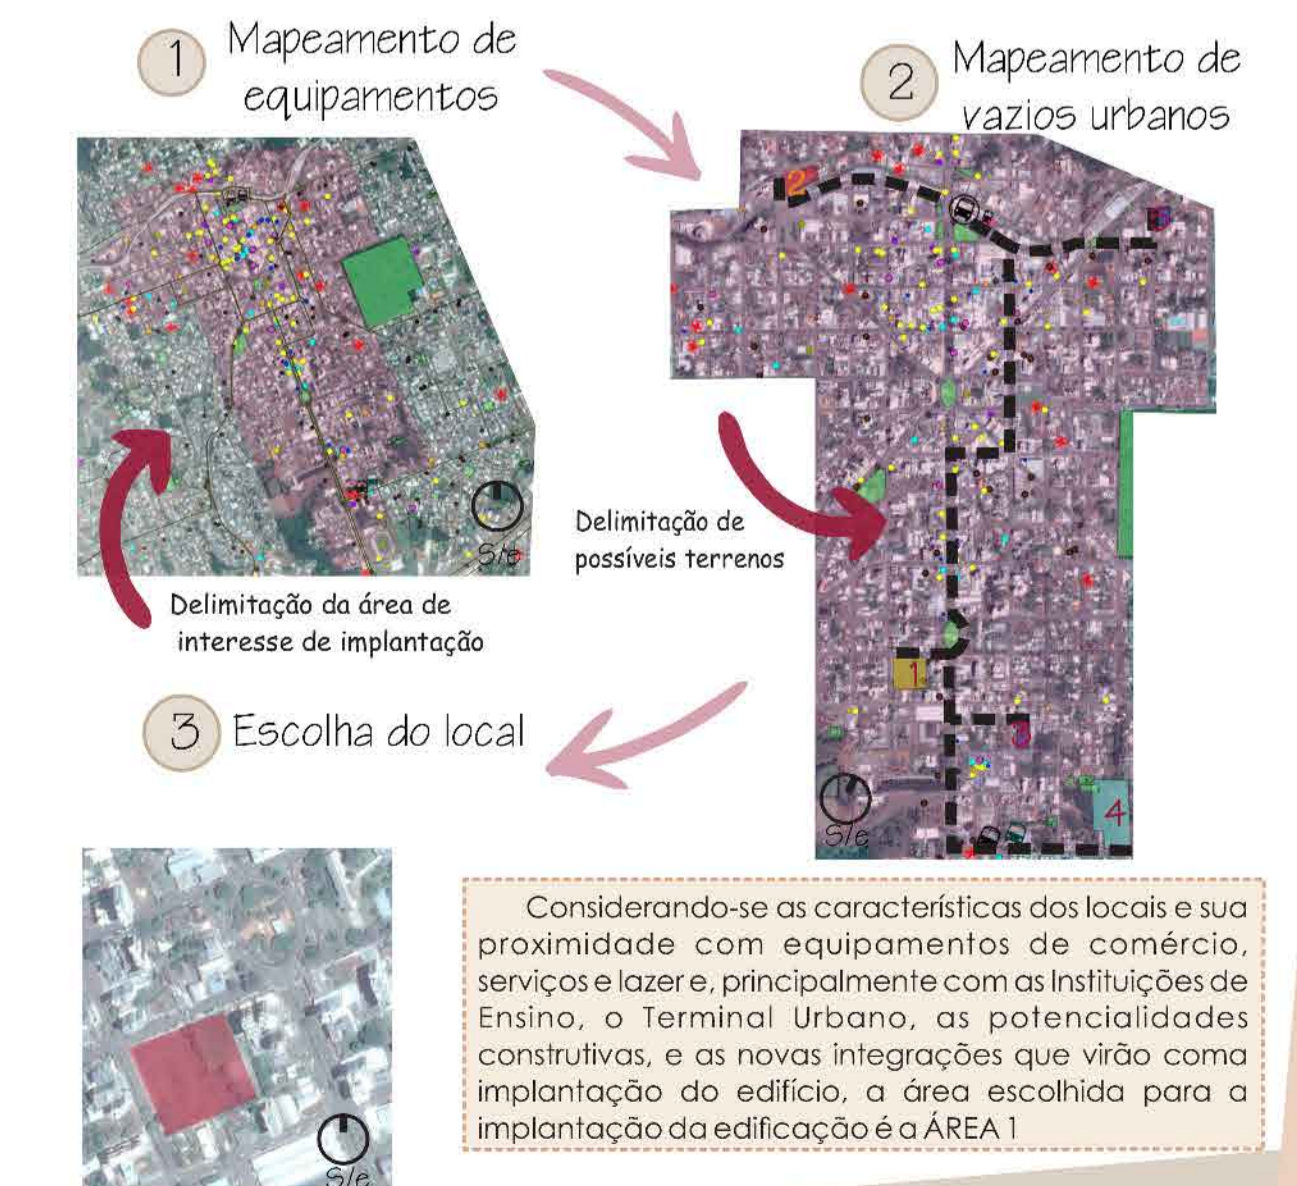 1
Mapeamento de
equipamentos
2
Mapeamento de
vazios urbanos
2
5
S/e
Delimitação da área de
interesse de implantação
Delimitação de
possíveis terrenos
1
3
4
S/e
3
Escolha do local
S/e
Considerando-se as características dos locais e sua
proximidade com equipamentos de comércio,
serviços e lazer e, principalmente com as Instituições de
Ensino, o Terminal Urbano, as potencialidades
construtivas, e as novas integrações que virão coma
implantação do edifício, a área escolhida para a
implantação da edificação é a ÁREA 1